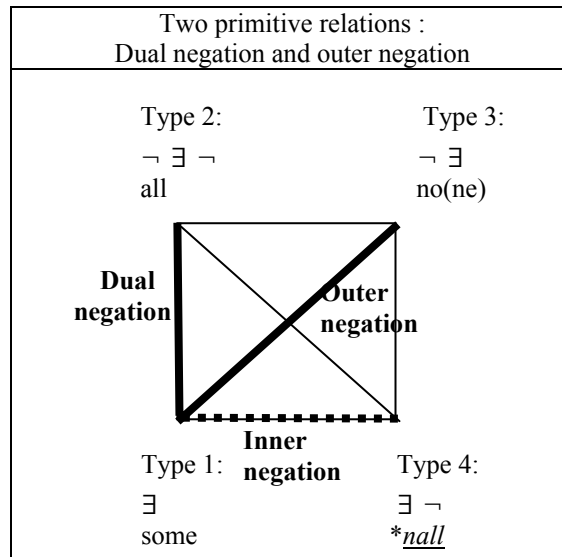 Two primitive relations :
Dual negation and outer negation
Type 2:
¬ ∃ ¬
all
Type 3:
¬ ∃
no(ne)
Dual
negation
Outer
negation
Inner
negation
Type 1:
∃
some
Type 4:
∃ ¬
*nall